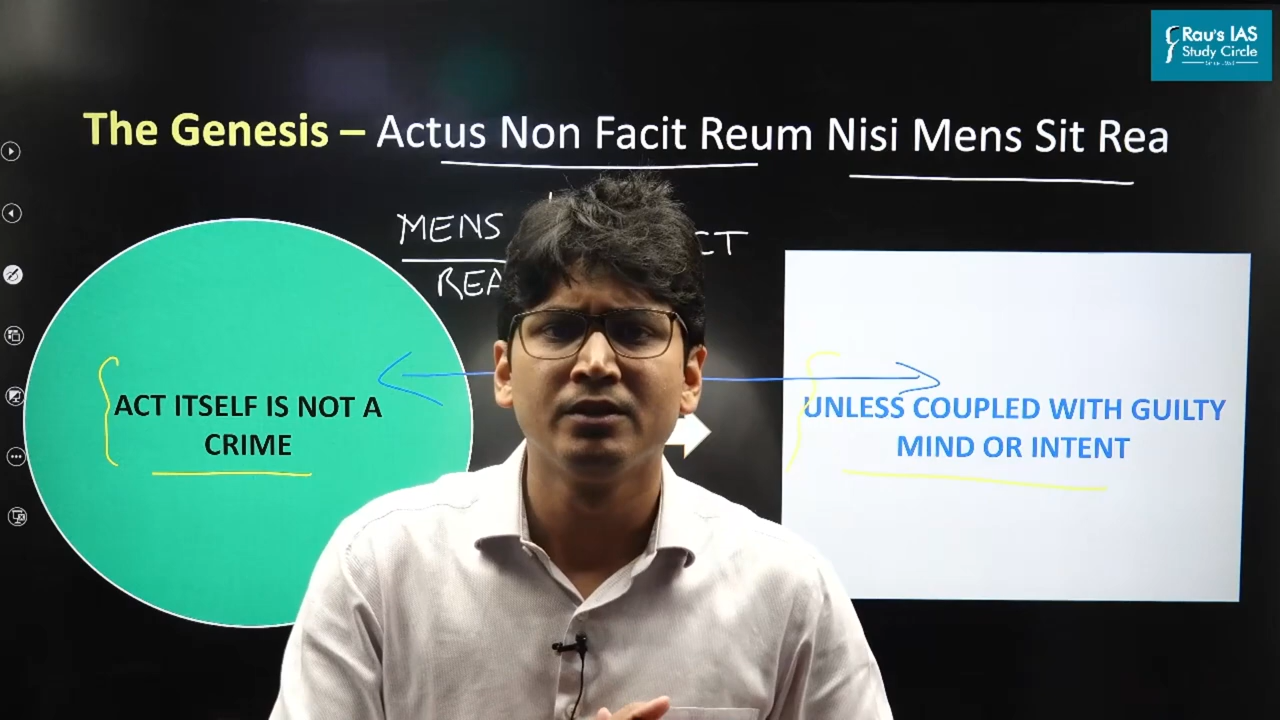 Rau's IAS
Study Circle
The Genesis – Actus Non Facit Reum Nisi Mens Sit Rea
MENS
REA
CT
ACT ITSELF IS NOT A
CRIME
UNLESS COUPLED WITH GUILTY
MIND OR INTENT